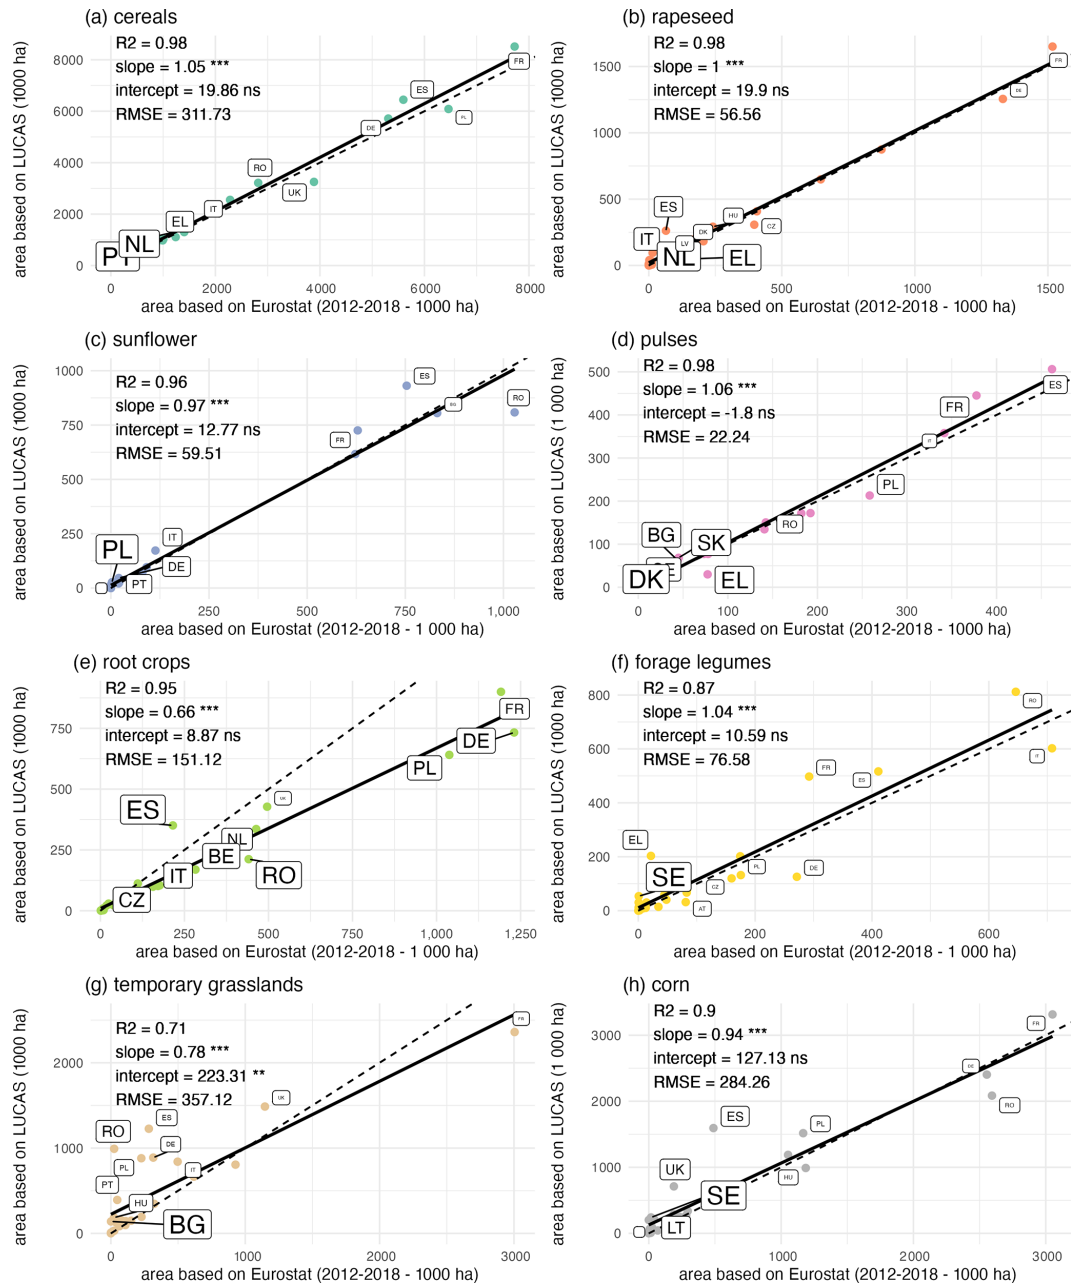 (a) cereals
R2 = 0.98
slope = 1.05 ***
intercept = 19.86 ns
RMSE = 311.73
area based on LUCAS (1000 ha)
8000
6000
4000
2000
0
FR
ES
PL
DE
RO
UK
IT
EL
NL
0 2000 4000 6000 8000
area based on Eurostat (2012-2018 - 1000 ha)
(b) rapeseed
R2 = 0.98
slope = 1 ***
intercept = 19.9 ns
RMSE = 56.56
area based on LUCAS (1000 ha)
1500
1000
500
0
FR
DE
ES
HU
CZ
DK
IT
LV
NL
EL
0 500 1000 1500
area based on Eurostat (2012-2018 - 1000 ha)
(c) sunflower
R2 = 0.96
slope = 0.97 ***
intercept = 12.77 ns
RMSE = 59.51
area based on LUCAS (1000 ha)
1000
750
500
250
0
ES
BG
RO
FR
IT
PL
DE
PT
0 250 500 750 1,000
area based on Eurostat (2012-2018 - 1 000 ha)
(d) pulses
R2 = 0.98
slope = 1.06 ***
intercept = -1.8 ns
RMSE = 22.24
area based on LUCAS (1 000 ha)
500
400
300
200
100
0
ES
FR
IT
PL
RO
BG
SK
DK
EL
0 100 200 300 400
area based on Eurostat (2012-2018 - 1000 ha)
(e) root crops
R2 = 0.95
slope = 0.66 ***
intercept = 8.87 ns
RMSE = 151.12
area based on LUCAS (1000 ha)
750
500
250
0
FR
DE
PL
UK
ES
NL
BE
IT
RO
CZ
0 250 500 750 1000 1,250
area based on Eurostat (2012-2018 - 1 000 ha)
(f) forage legumes
R2 = 0.87
slope = 1.04 ***
intercept = 10.59 ns
RMSE = 76.58
area based on LUCAS (1000 ha)
800
600
400
200
0
RO
IT
FR
ES
EL
PL
DE
SE
CZ
AT
0 200 400 600
area based on Eurostat (2012-2018 - 1 000 ha)
(g) temporary grasslands
R2 = 0.71
slope = 0.78 ***
intercept = 223.31 **
RMSE = 357.12
area based on LUCAS (1000 ha)
2000
1000
0
FR
UK
ES
RO
DE
PL
IT
PT
HU
BG
0 1000 2000 3000
area based on Eurostat (2012-2018 - 1000 ha)
(h) corn
R2 = 0.9
slope = 0.94 ***
intercept = 127.13 ns
RMSE = 284.26
area based on LUCAS (1 000 ha)
3000
2000
1000
0
FR
DE
RO
ES
PL
HU
UK
SE
LT
0 1000 2000 3000
area based on Eurostat (2012-2018 - 1 000 ha)